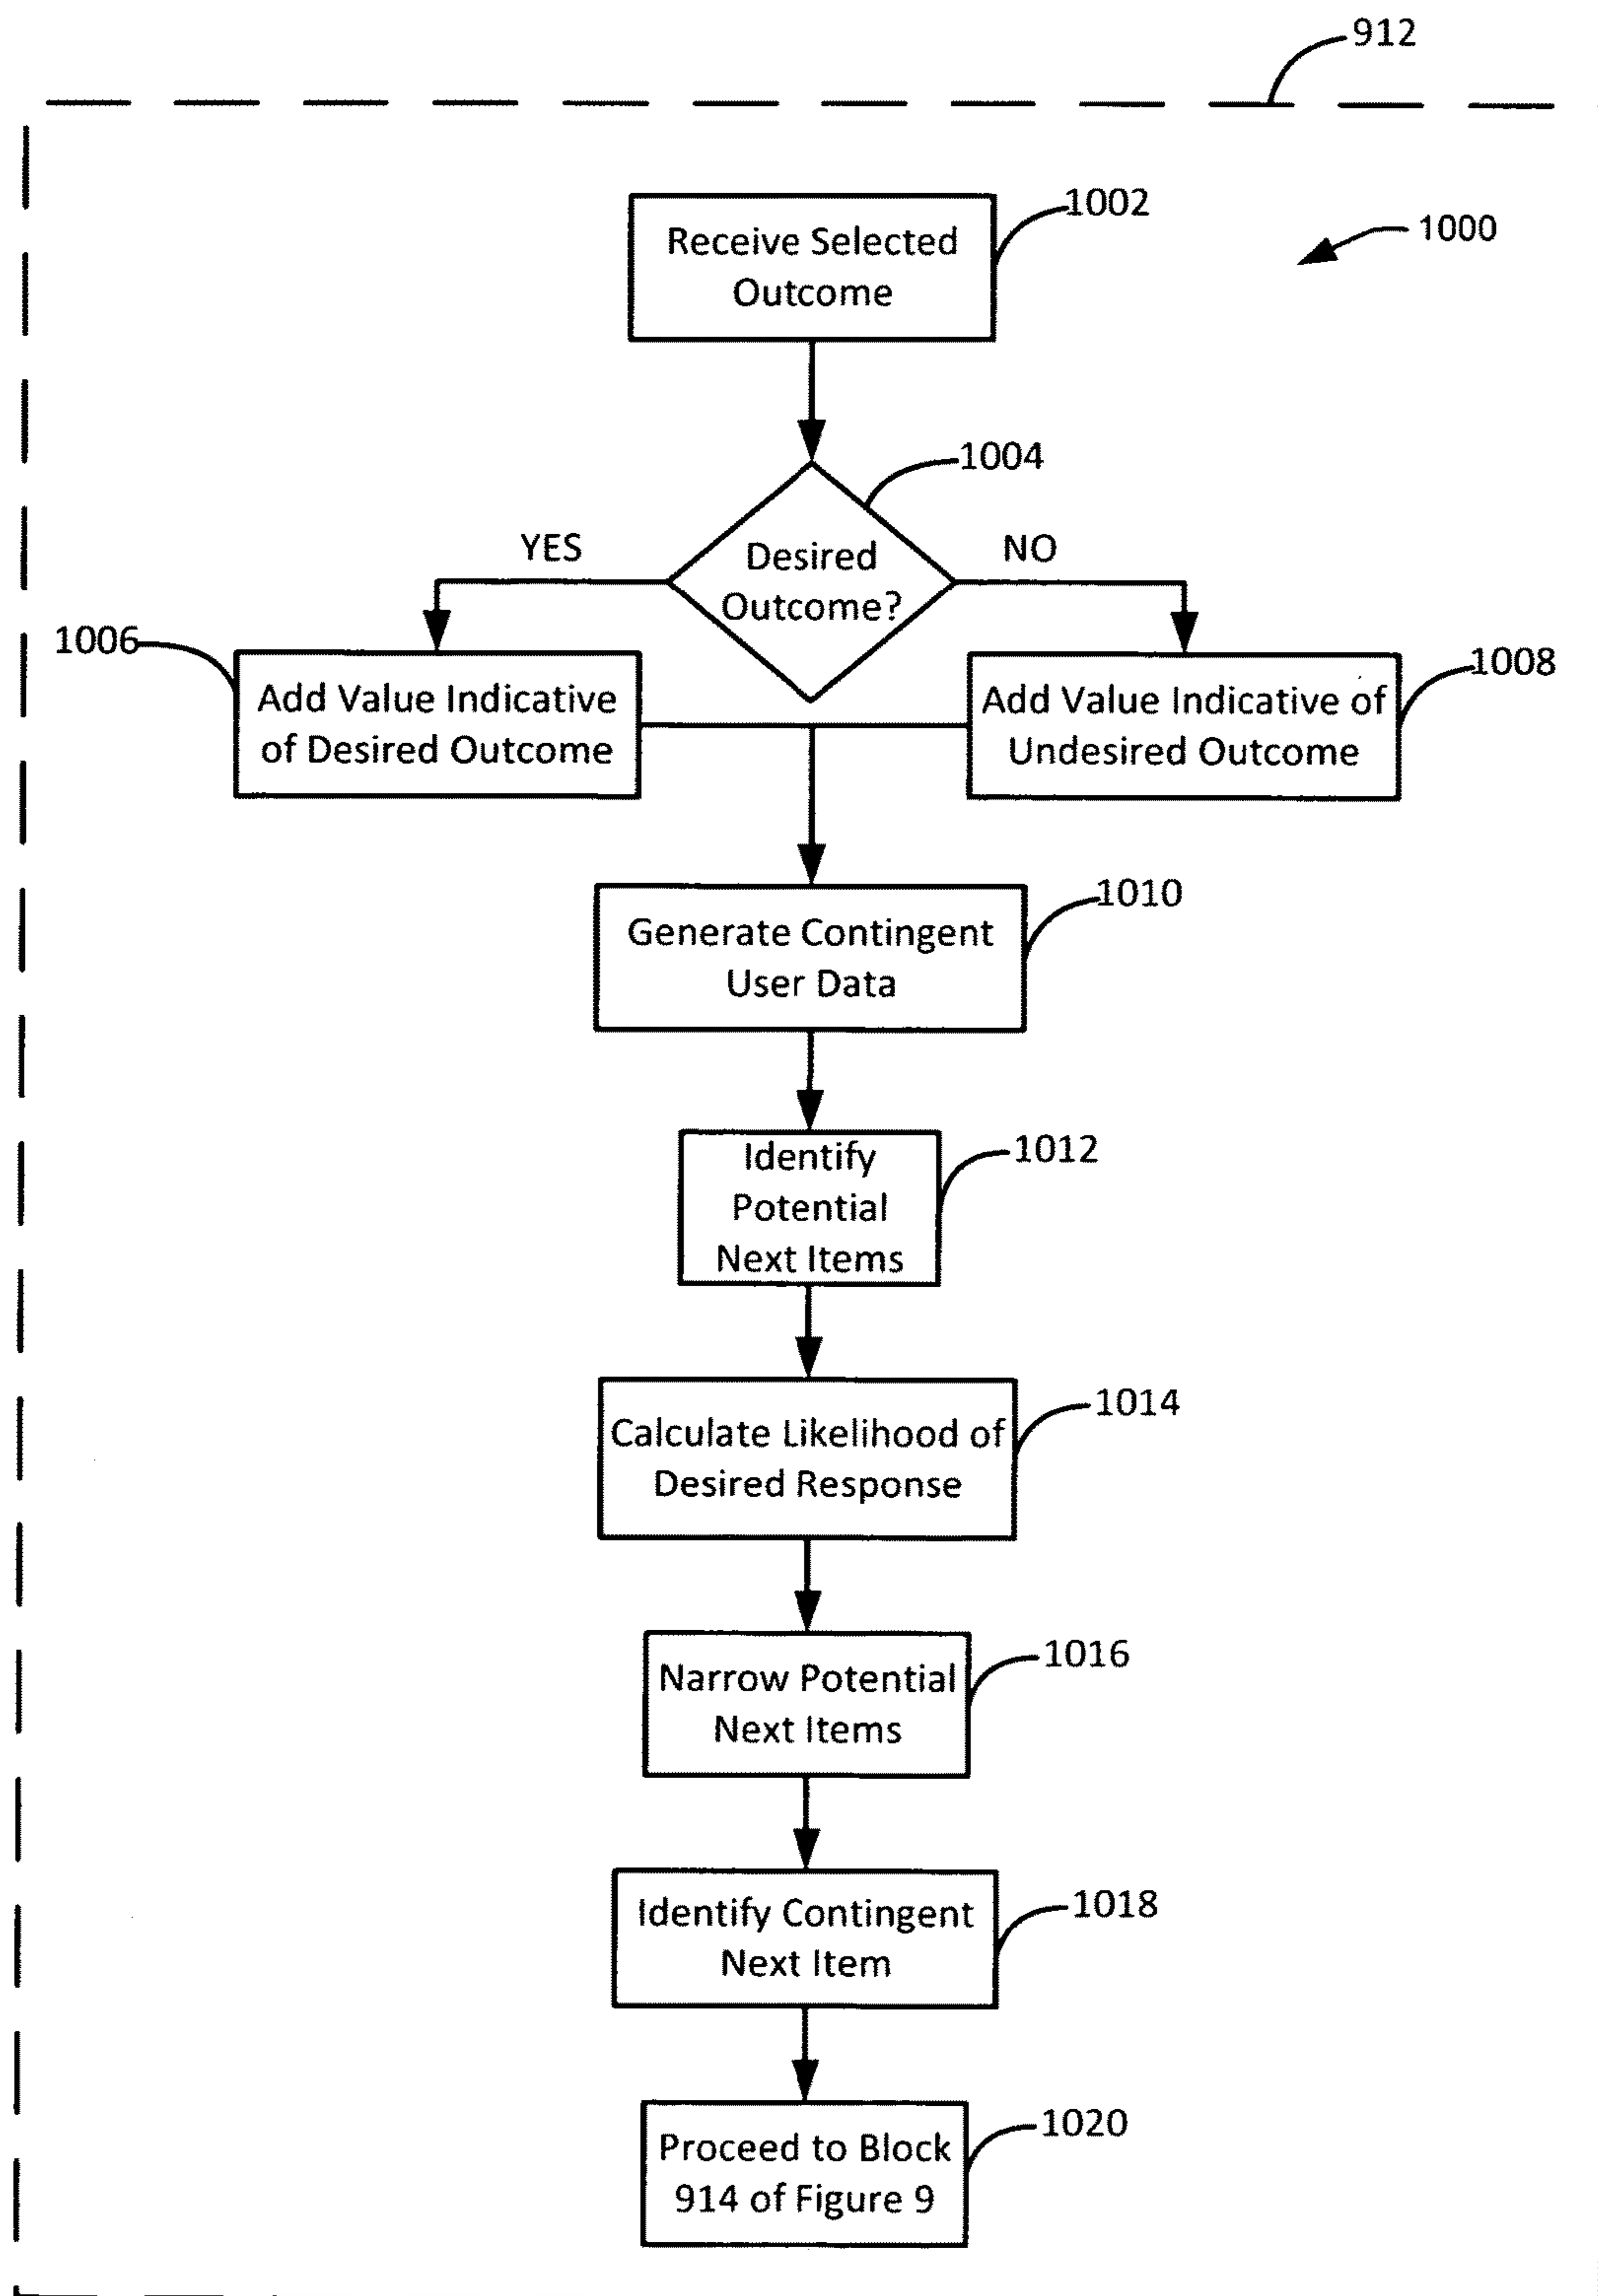 912
1002
Receive Selected
Outcome
1000
1004
Desired
Outcome?
YES
NO
1006
Add Value Indicative
of Desired Outcome
1008
Add Value Indicative of
Undesired Outcome
1010
Generate Contingent
User Data
1012
Identify
Potential
Next Items
1014
Calculate Likelihood of
Desired Response
1016
Narrow Potential
Next Items
1018
Identify Contingent
Next Item
1020
Proceed to Block
914 of Figure 9